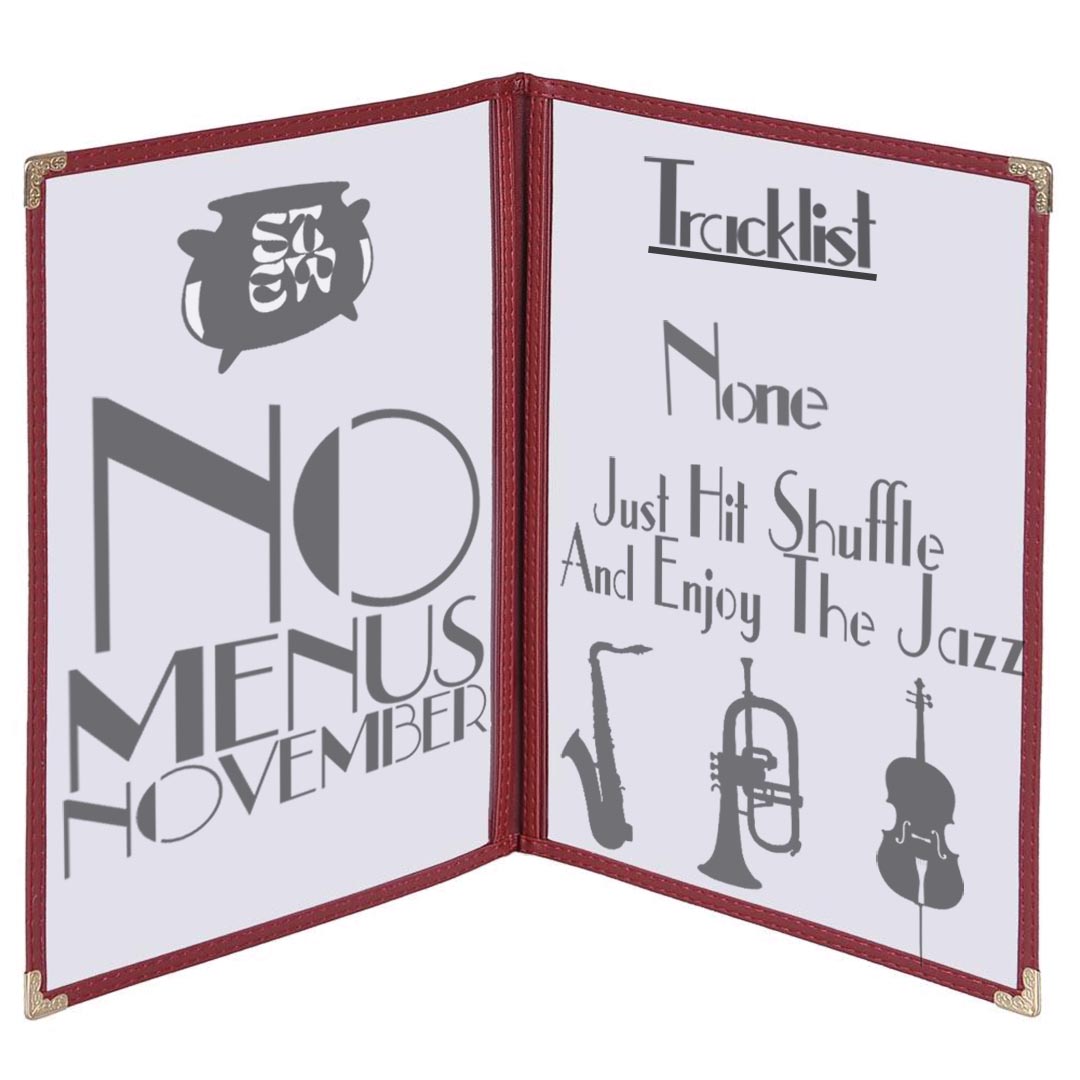 STEW
NO
MENUS
NOVEMBER
Tracklist
None
Just Hit Shuffle
And Enjoy The Jazz